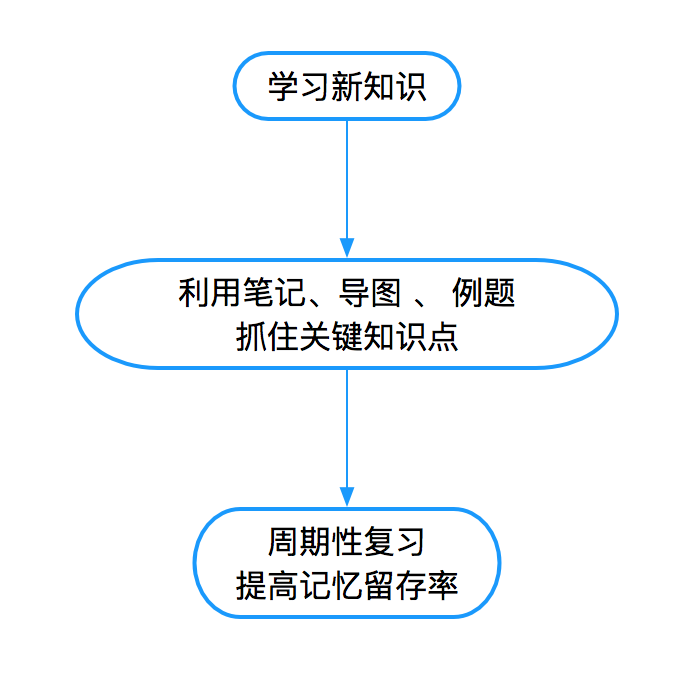 学习新知识
利用笔记、导图 、 例题
抓住关键知识点
周期性复习
提高记忆留存率